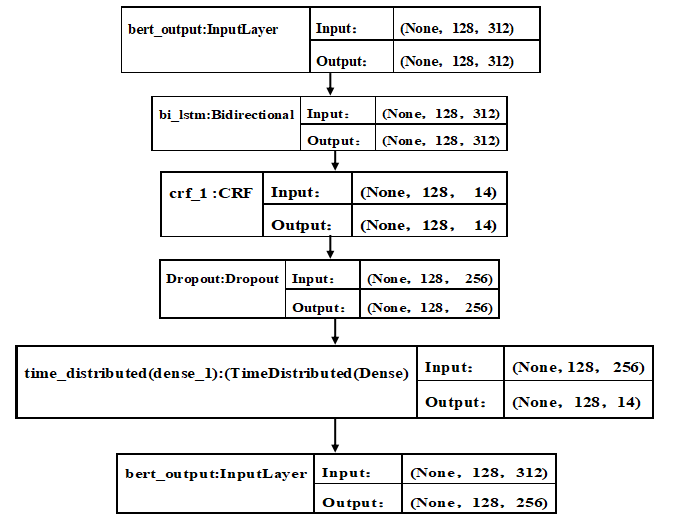 bert_output:InputLayer
Input: (None, 128, 312)
Output: (None, 128, 312)
bi_lstm:Bidirectional
Input: (None, 128, 312)
Output: (None, 128, 312)
crf_1 :CRF
Input: (None, 128, 14)
Output: (None, 128, 14)
Dropout:Dropout
Input: (None, 128, 256)
Output: (None, 128, 256)
time_distributed(dense_1):(TimeDistributed(Dense)
Input: (None, 128, 256)
Output: (None, 128, 14)
bert_output:InputLayer
Input: (None, 128, 312)
Output: (None, 128, 256)